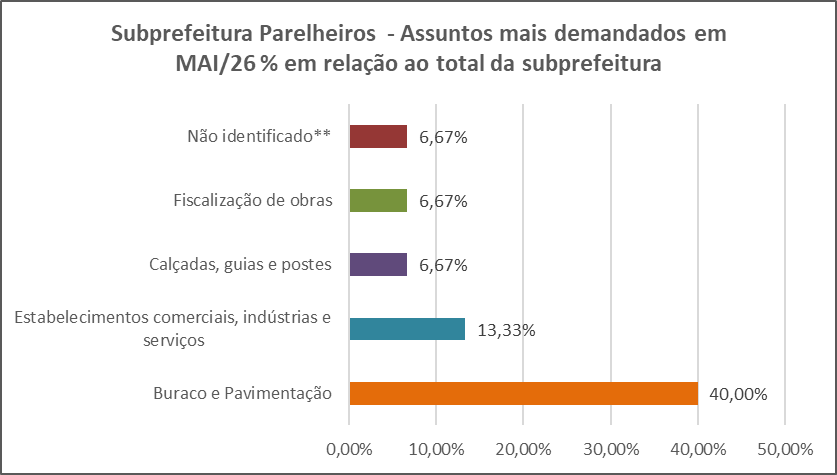 Subprefeitura Parelheiros - Assuntos mais demandados em
MAI/26 % em relação ao total da subprefeitura
Não identificado** 6,67%
Fiscalização de obras 6,67%
Calçadas, guias e postes 6,67%
Estabelecimentos comerciais, indústrias e
serviços 13,33%
Buraco e Pavimentação 40,00%
0,00% 10,00% 20,00% 30,00% 40,00% 50,00%